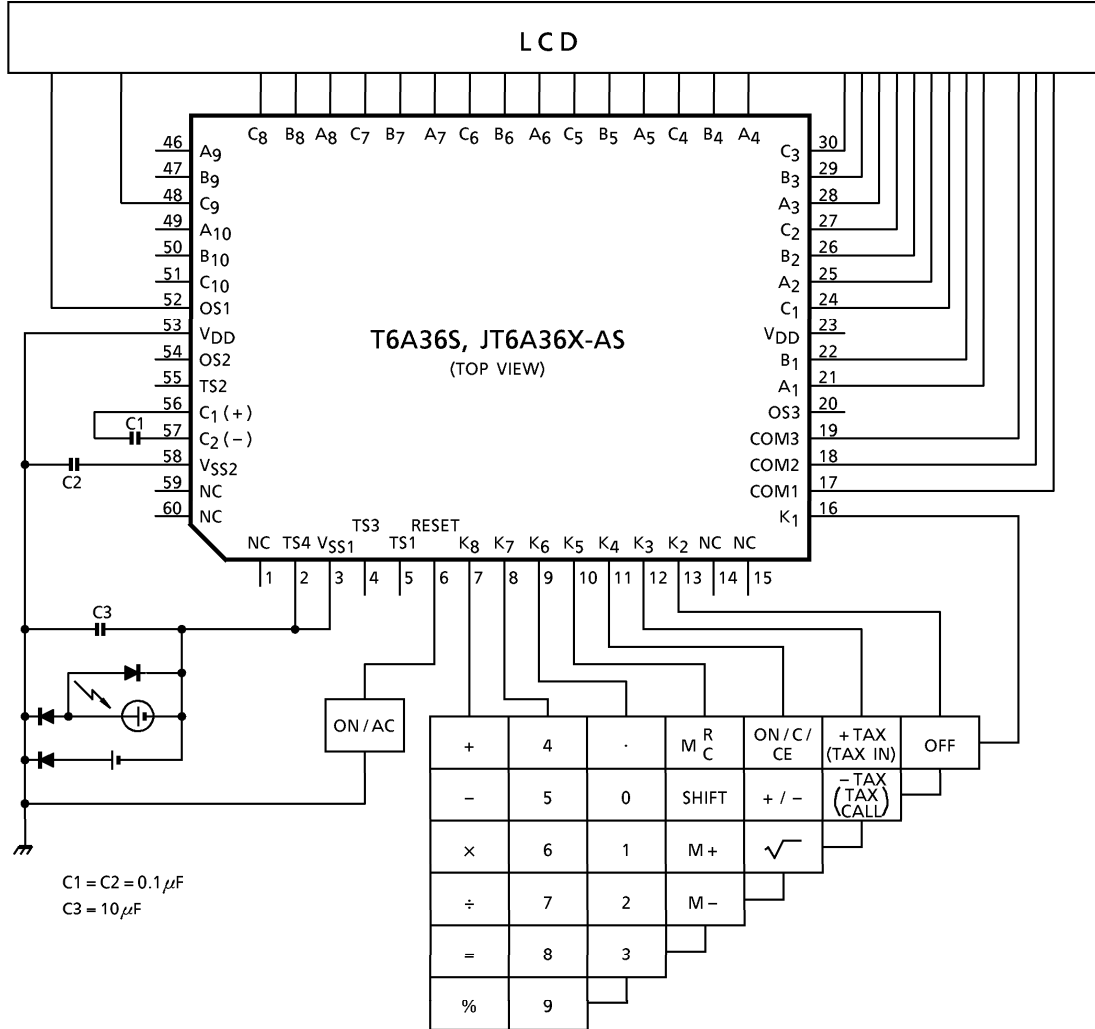 LCD
C8 B8 A8 C7 B7 A7 C6 B6 A6 C5 B5 A5 C4 B4 A4
46 A9
47 B9
48 C9
49 A10
50 B10
51 C10
52 OS1
53 VDD
54 OS2
55 TS2
56 C1 (+)
57 C2 (−)
58 VSS2
59 NC
60 NC
C1
C2
T6A36S, JT6A36X-AS
(TOP VIEW)
C3 30
B3 29
A3 28
C2 27
B2 26
A2 25
C1 24
VDD 23
B1 22
A1 21
OS3 20
COM3 19
COM2 18
COM1 17
K1 16
NC TS4 VSS1 TS3 TS1 RESET K8 K7 K6 K5 K4 K3 K2 NC NC
1 2 3 4 5 6 7 8 9 10 11 12 13 14 15
C3
ON / AC
+ 4 · M R C ON / C / CE +TAX (TAX IN) OFF
− 5 0 SHIFT + / − −TAX (TAX CALL)
× 6 1 M+ √
÷ 7 2 M−
= 8 3
% 9
C1 = C2 = 0.1 μF
C3 = 10 μF